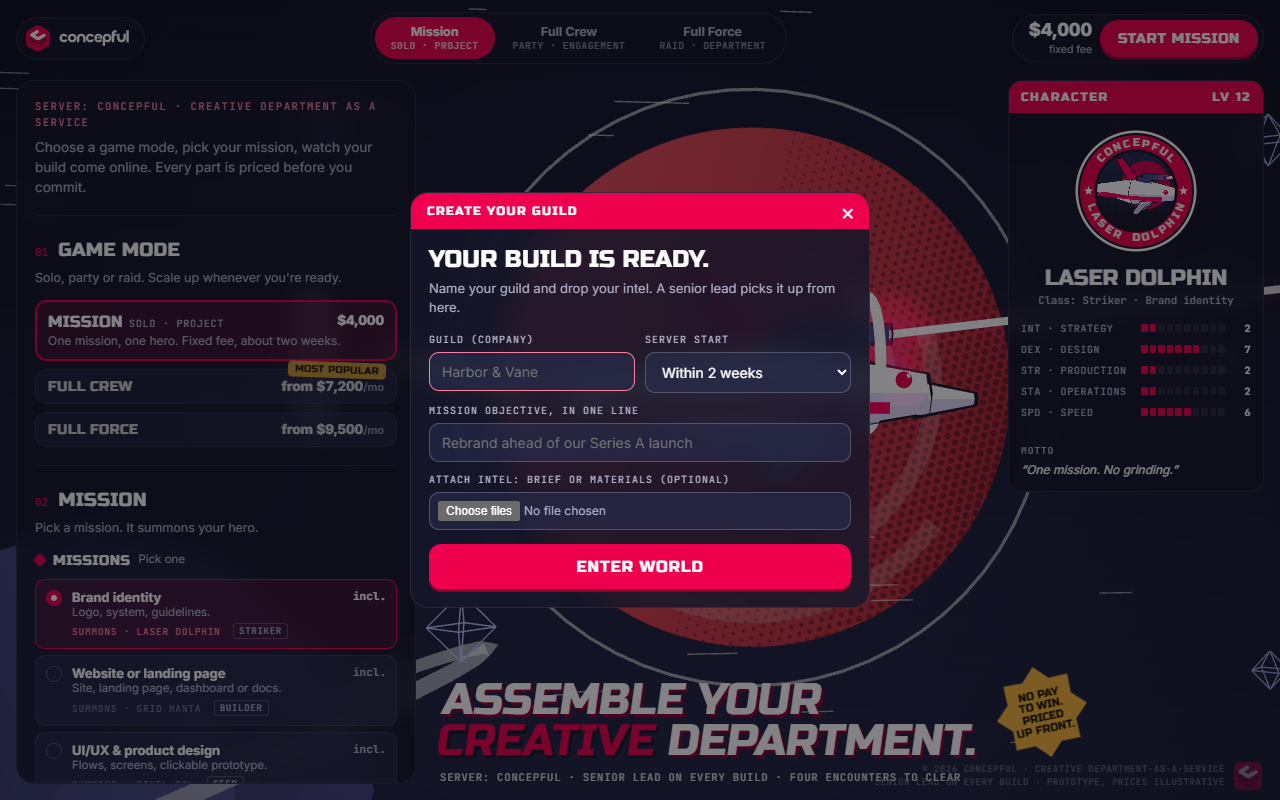 concepful
Mission
SOLO · PROJECT
Full Crew
PARTY · ENGAGEMENT
Full Force
RAID · DEPARTMENT
$4,000
fixed fee
START MISSION
SERVER: CONCEPFUL · CREATIVE DEPARTMENT AS A
SERVICE
Choose a game mode, pick your mission, watch your
build come online. Every part is priced before you
commit.
01 GAME MODE
Solo, party or raid. Scale up whenever you're ready.
MISSION SOLO · PROJECT $4,000
One mission, one hero. Fixed fee, about two weeks.
MOST POPULAR
FULL CREW from $7,200/mo
FULL FORCE from $9,500/mo
02 MISSION
Pick a mission. It summons your hero.
MISSIONS Pick one
Brand identity incl.
Logo, system, guidelines.
SUMMONS · LASER DOLPHIN STRIKER
Website or landing page incl.
Site, landing page, dashboard or docs.
SUMMONS · GRID MANTA BUILDER
UI/UX & product design incl.
Flows, screens, clickable prototype.
CREATE YOUR GUILD ×
YOUR BUILD IS READY.
Name your guild and drop your intel. A senior lead picks it up from
here.
GUILD (COMPANY) SERVER START
Harbor & Vane Within 2 weeks
MISSION OBJECTIVE, IN ONE LINE
Rebrand ahead of our Series A launch
ATTACH INTEL: BRIEF OR MATERIALS (OPTIONAL)
Choose files No file chosen
ENTER WORLD
CHARACTER LV 12
CONCEPFUL
LASER DOLPHIN
LASER DOLPHIN
Class: Striker · Brand identity
INT · STRATEGY 2
DEX · DESIGN 7
STR · PRODUCTION 2
STA · OPERATIONS 2
SPD · SPEED 6
MOTTO
“One mission. No grinding.”
ASSEMBLE YOUR
CREATIVE DEPARTMENT.
SERVER: CONCEPFUL · SENIOR LEAD ON EVERY BUILD · FOUR ENCOUNTERS TO CLEAR
NO PAY
TO WIN.
PRICED
UP FRONT.
© 2026 CONCEPFUL · CREATIVE DEPARTMENT-AS-A-SERVICE
SENIOR LEAD ON EVERY BUILD · PROTOTYPE, PRICES ILLUSTRATIVE